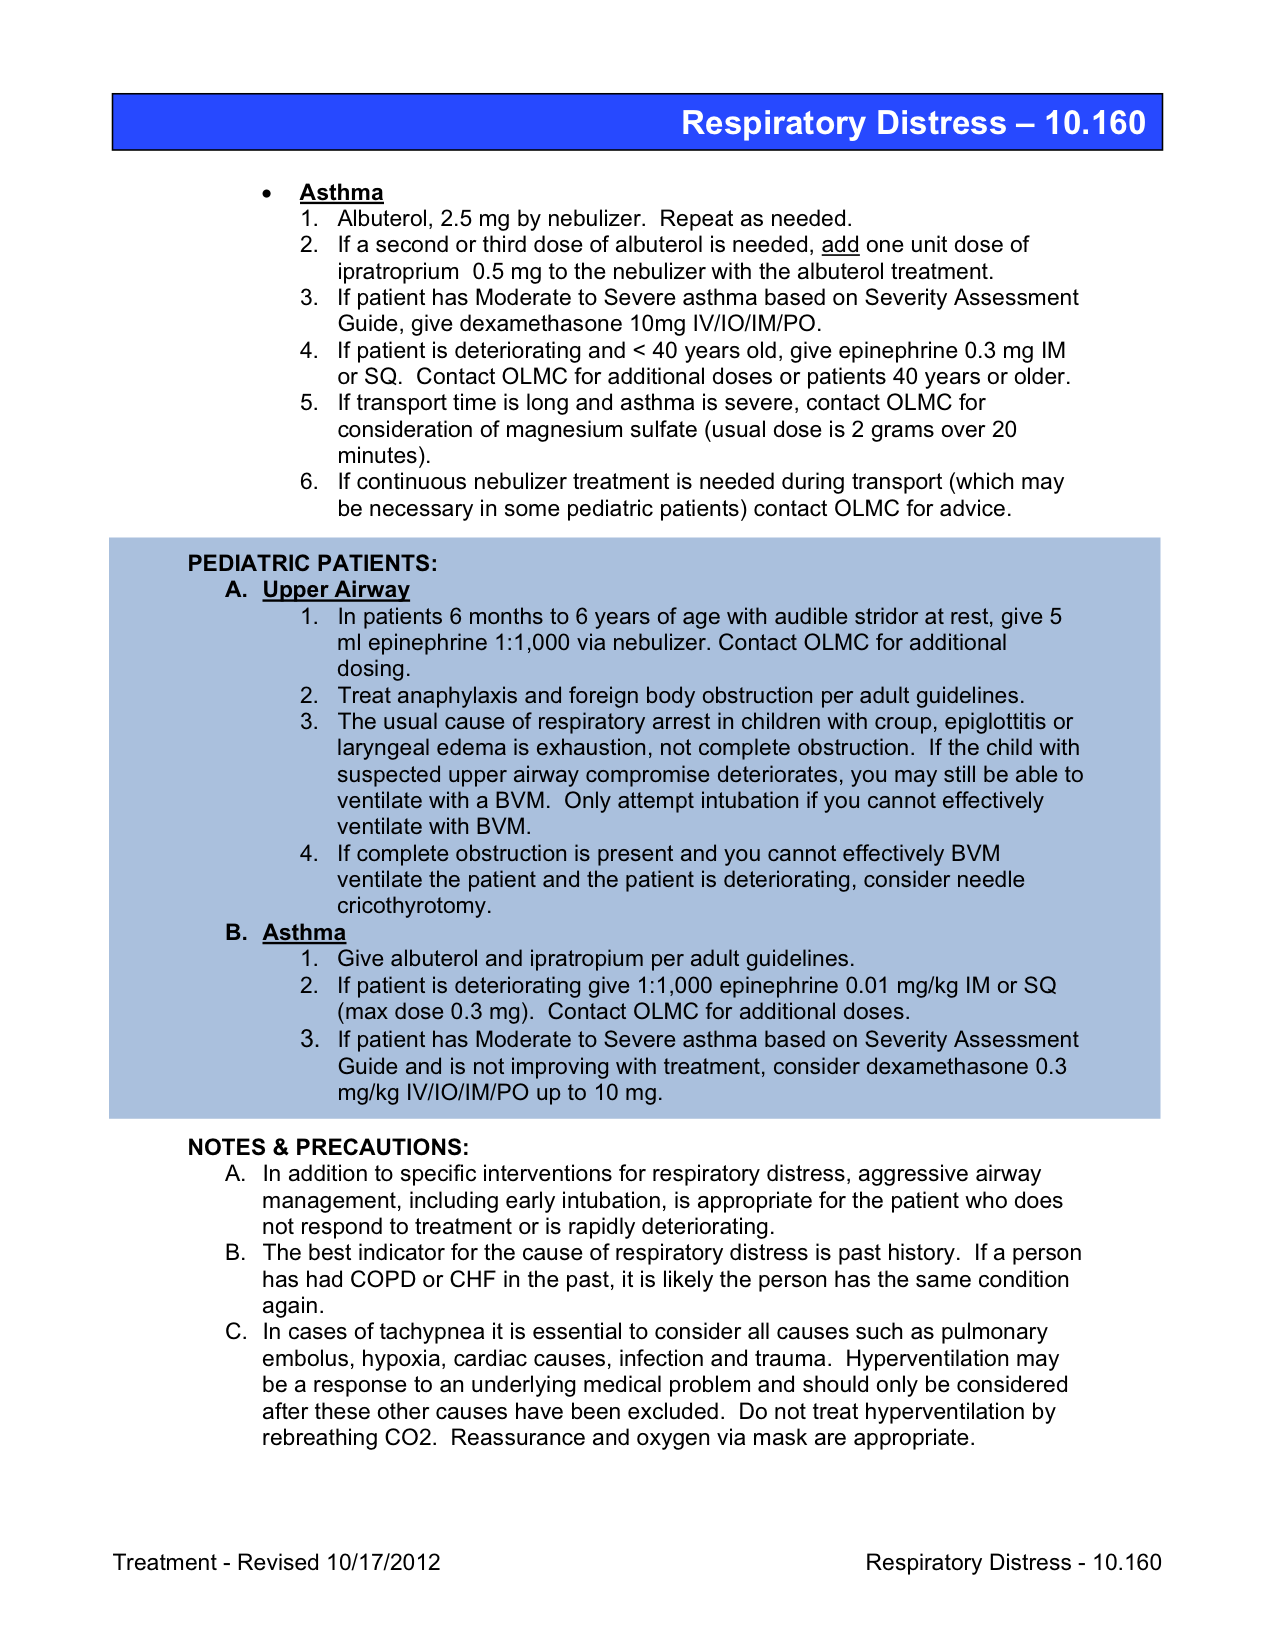 Respiratory Distress – 10.160
• Asthma
1. Albuterol, 2.5 mg by nebulizer.  Repeat as needed.
2. If a second or third dose of albuterol is needed, add one unit dose of
ipratroprium  0.5 mg to the nebulizer with the albuterol treatment.
3. If patient has Moderate to Severe asthma based on Severity Assessment
Guide, give dexamethasone 10mg IV/IO/IM/PO.
4. If patient is deteriorating and < 40 years old, give epinephrine 0.3 mg IM
or SQ.  Contact OLMC for additional doses or patients 40 years or older.
5. If transport time is long and asthma is severe, contact OLMC for
consideration of magnesium sulfate (usual dose is 2 grams over 20
minutes).
6. If continuous nebulizer treatment is needed during transport (which may
be necessary in some pediatric patients) contact OLMC for advice.
PEDIATRIC PATIENTS:
A. Upper Airway
1. In patients 6 months to 6 years of age with audible stridor at rest, give 5
ml epinephrine 1:1,000 via nebulizer. Contact OLMC for additional
dosing.
2. Treat anaphylaxis and foreign body obstruction per adult guidelines.
3. The usual cause of respiratory arrest in children with croup, epiglottitis or
laryngeal edema is exhaustion, not complete obstruction.  If the child with
suspected upper airway compromise deteriorates, you may still be able to
ventilate with a BVM.  Only attempt intubation if you cannot effectively
ventilate with BVM.
4. If complete obstruction is present and you cannot effectively BVM
ventilate the patient and the patient is deteriorating, consider needle
cricothyrotomy.
B. Asthma
1. Give albuterol and ipratropium per adult guidelines.
2. If patient is deteriorating give 1:1,000 epinephrine 0.01 mg/kg IM or SQ
(max dose 0.3 mg).  Contact OLMC for additional doses.
3. If patient has Moderate to Severe asthma based on Severity Assessment
Guide and is not improving with treatment, consider dexamethasone 0.3
mg/kg IV/IO/IM/PO up to 10 mg.
NOTES & PRECAUTIONS:
A. In addition to specific interventions for respiratory distress, aggressive airway
management, including early intubation, is appropriate for the patient who does
not respond to treatment or is rapidly deteriorating.
B. The best indicator for the cause of respiratory distress is past history.  If a person
has had COPD or CHF in the past, it is likely the person has the same condition
again.
C. In cases of tachypnea it is essential to consider all causes such as pulmonary
embolus, hypoxia, cardiac causes, infection and trauma.  Hyperventilation may
be a response to an underlying medical problem and should only be considered
after these other causes have been excluded.  Do not treat hyperventilation by
rebreathing CO2.  Reassurance and oxygen via mask are appropriate.
Treatment - Revised 10/17/2012
Respiratory Distress - 10.160